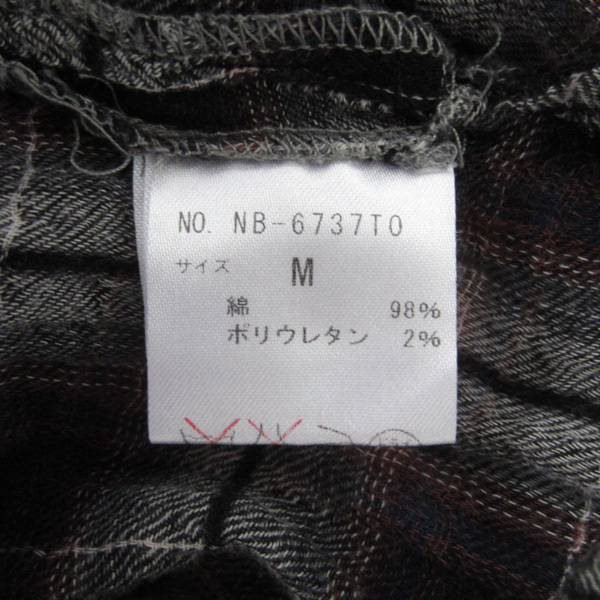 NO. NB-6737TO
サイズ M
綿 98%
ポリウレタン 2%